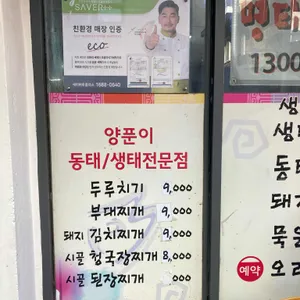 친환경 매장 인증
eco
양푼이
동태/생태전문점
두루치기 9,000
부대찌개 9,000
돼지 김치찌개 9,000
시골 청국장찌개 8,000
시골 된장찌개 ,000
명태
1300
생
생
동태
돼지
묵은
예약 오리